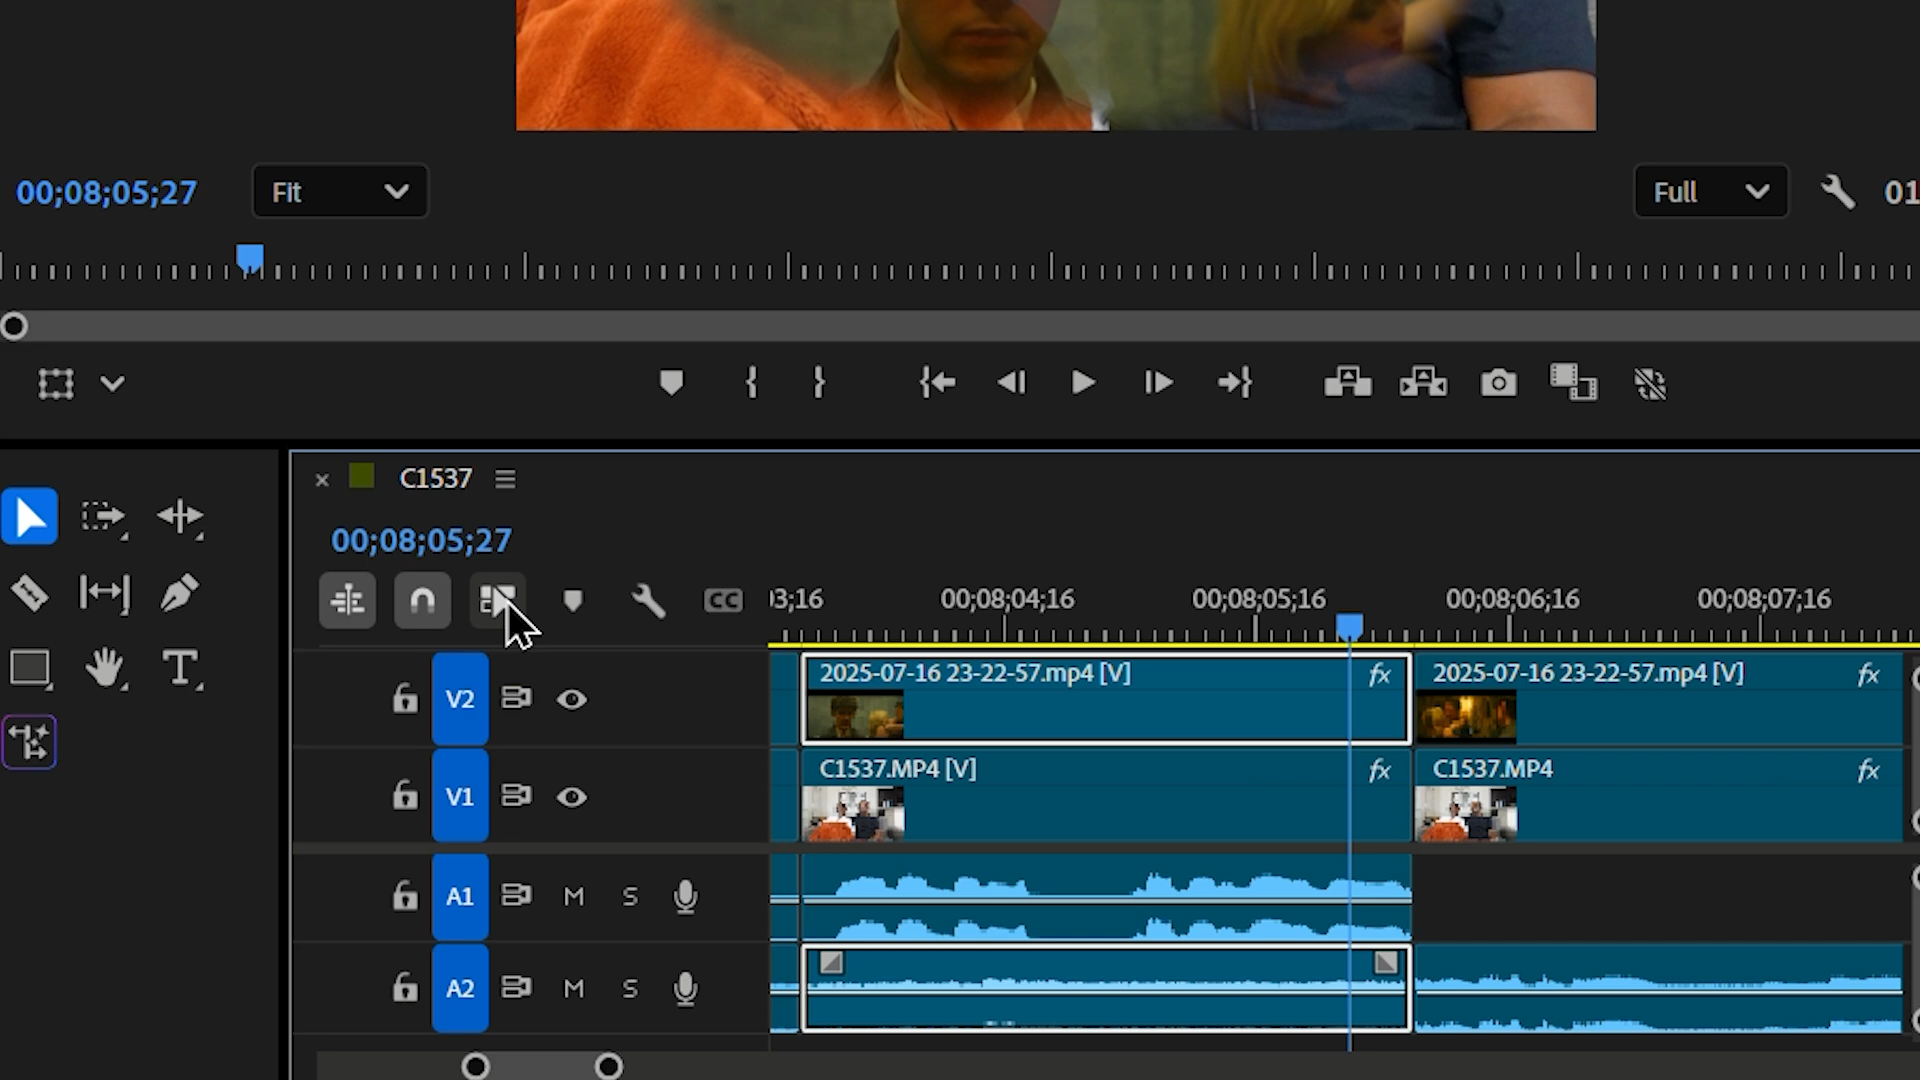 00;08;05;27
Fit
Full
01
C1537
00;08;05;27
3;16
00;08;04;16
00;08;05;16
00;08;06;16
00;08;07;16
CC
V2
2025-07-16 23-22-57.mp4 [V]
fx
2025-07-16 23-22-57.mp4 [V]
fx
V1
C1537.MP4 [V]
fx
C1537.MP4
fx
A1
M
S
A2
M
S